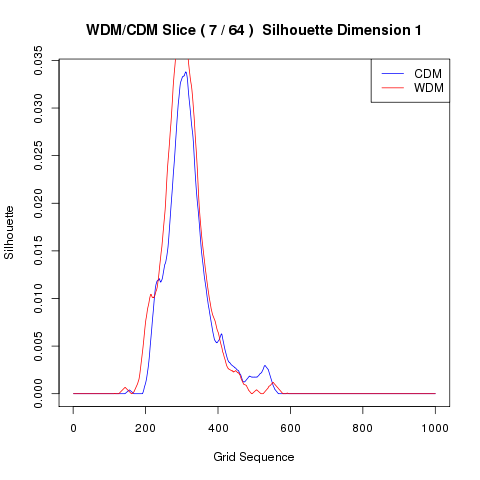 WDM/CDM Slice ( 7 / 64 )  Silhouette Dimension 1
CDM
WDM
Silhouette
0.035
0.030
0.025
0.020
0.015
0.010
0.005
0.000
0 200 400 600 800 1000
Grid Sequence